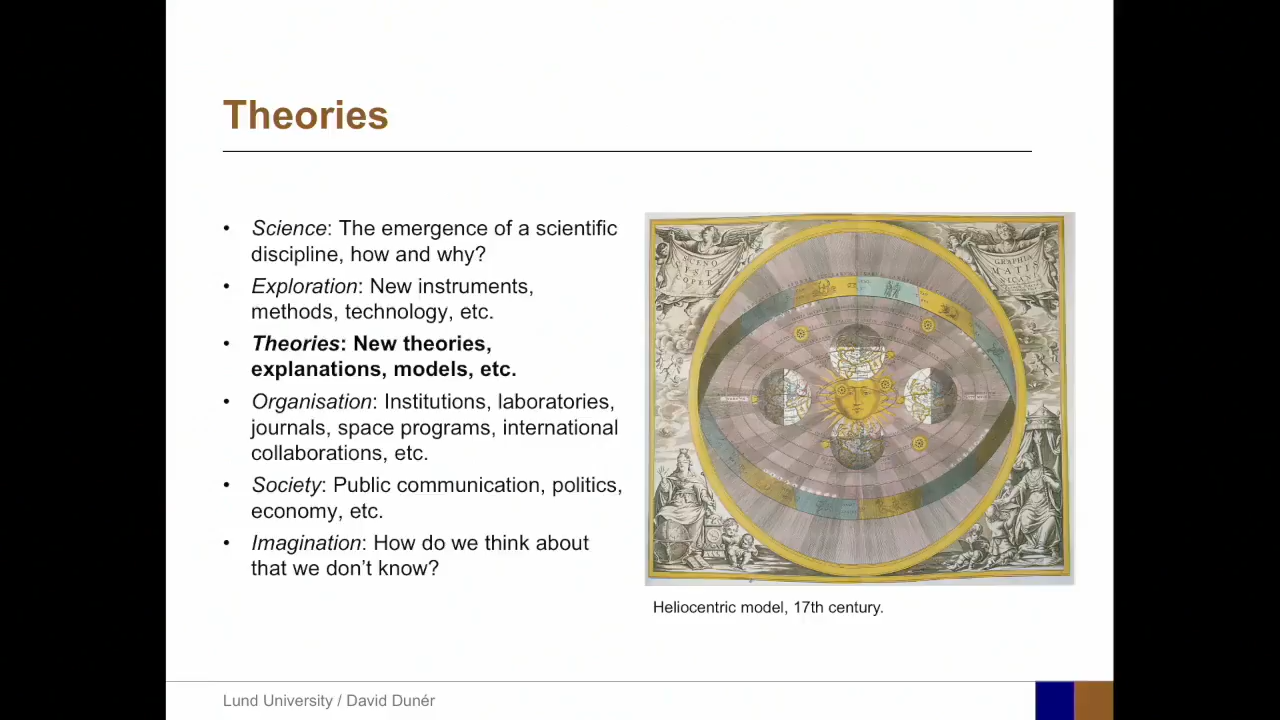 Theories
• Science: The emergence of a scientific
discipline, how and why?
• Exploration: New instruments,
methods, technology, etc.
• Theories: New theories,
explanations, models, etc.
• Organisation: Institutions, laboratories,
journals, space programs, international
collaborations, etc.
• Society: Public communication, politics,
economy, etc.
• Imagination: How do we think about
that we don't know?
Heliocentric model, 17th century.
Lund University / David Dunér